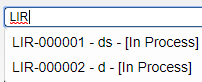 LIR
LIR-000001 - ds - [In Process]
LIR-000002 - d - [In Process]